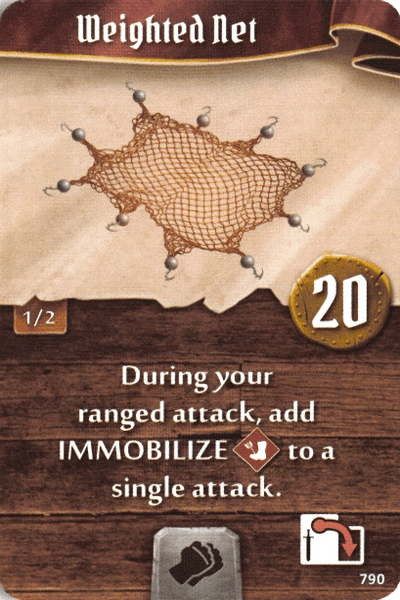 Weighted Net
20
1/2
During your
ranged attack, add
IMMOBILIZE to a
single attack.
790